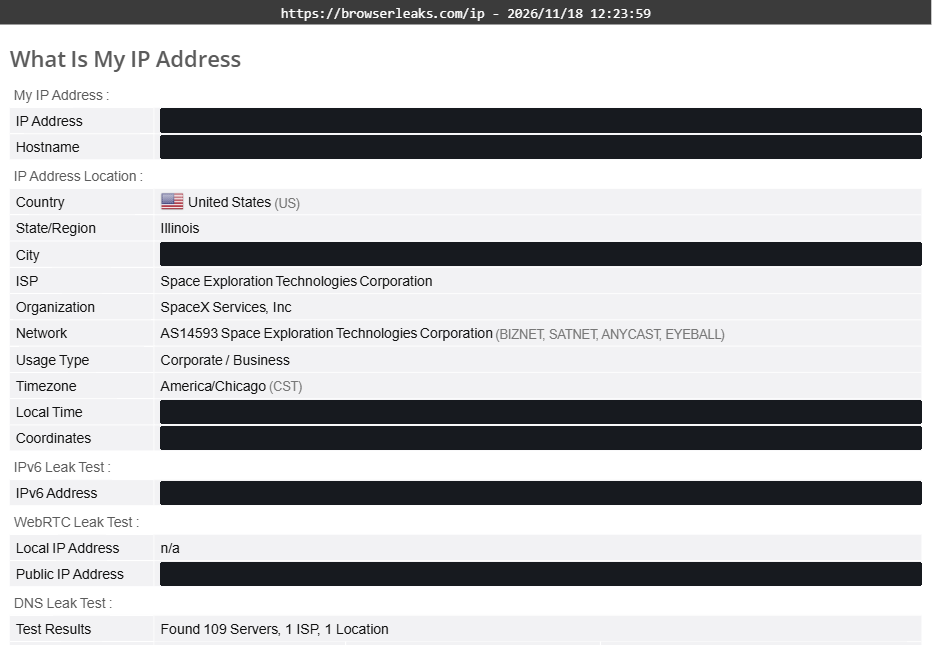 https://browserleaks.com/ip - 2026/11/18 12:23:59
What Is My IP Address
My IP Address :
IP Address
Hostname
IP Address Location :
Country United States (US)
State/Region Illinois
City
ISP Space Exploration Technologies Corporation
Organization SpaceX Services, Inc
Network AS14593 Space Exploration Technologies Corporation (BIZNET, SATNET, ANYCAST, EYEBALL)
Usage Type Corporate / Business
Timezone America/Chicago (CST)
Local Time
Coordinates
IPv6 Leak Test :
IPv6 Address
WebRTC Leak Test :
Local IP Address n/a
Public IP Address
DNS Leak Test :
Test Results Found 109 Servers, 1 ISP, 1 Location